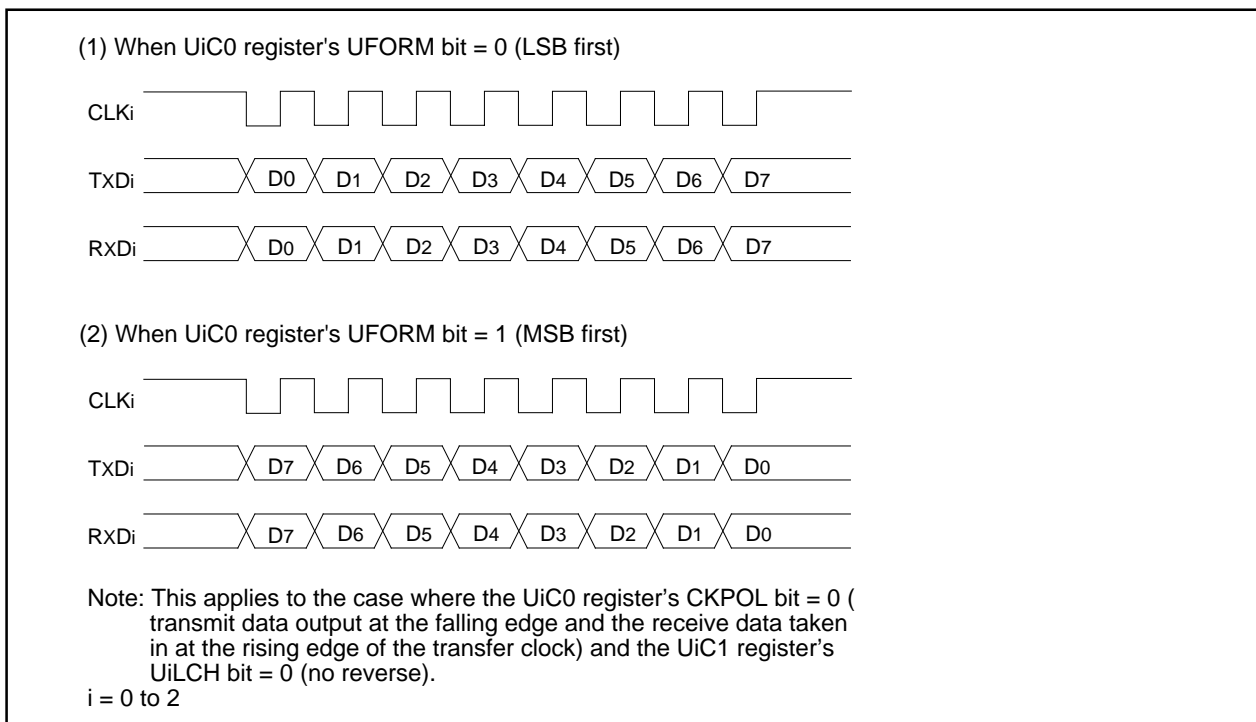 (1) When UiC0 register's UFORM bit = 0 (LSB first)
CLKi
TXDi D0 D1 D2 D3 D4 D5 D6 D7
RXDi D0 D1 D2 D3 D4 D5 D6 D7
(2) When UiC0 register's UFORM bit = 1 (MSB first)
CLKi
TXDi D7 D6 D5 D4 D3 D2 D1 D0
RXDi D7 D6 D5 D4 D3 D2 D1 D0
Note: This applies to the case where the UiC0 register’s CKPOL bit = 0 (
transmit data output at the falling edge and the receive data taken
in at the rising edge of the transfer clock) and the UiC1 register’s
UiLCH bit = 0 (no reverse).
i = 0 to 2